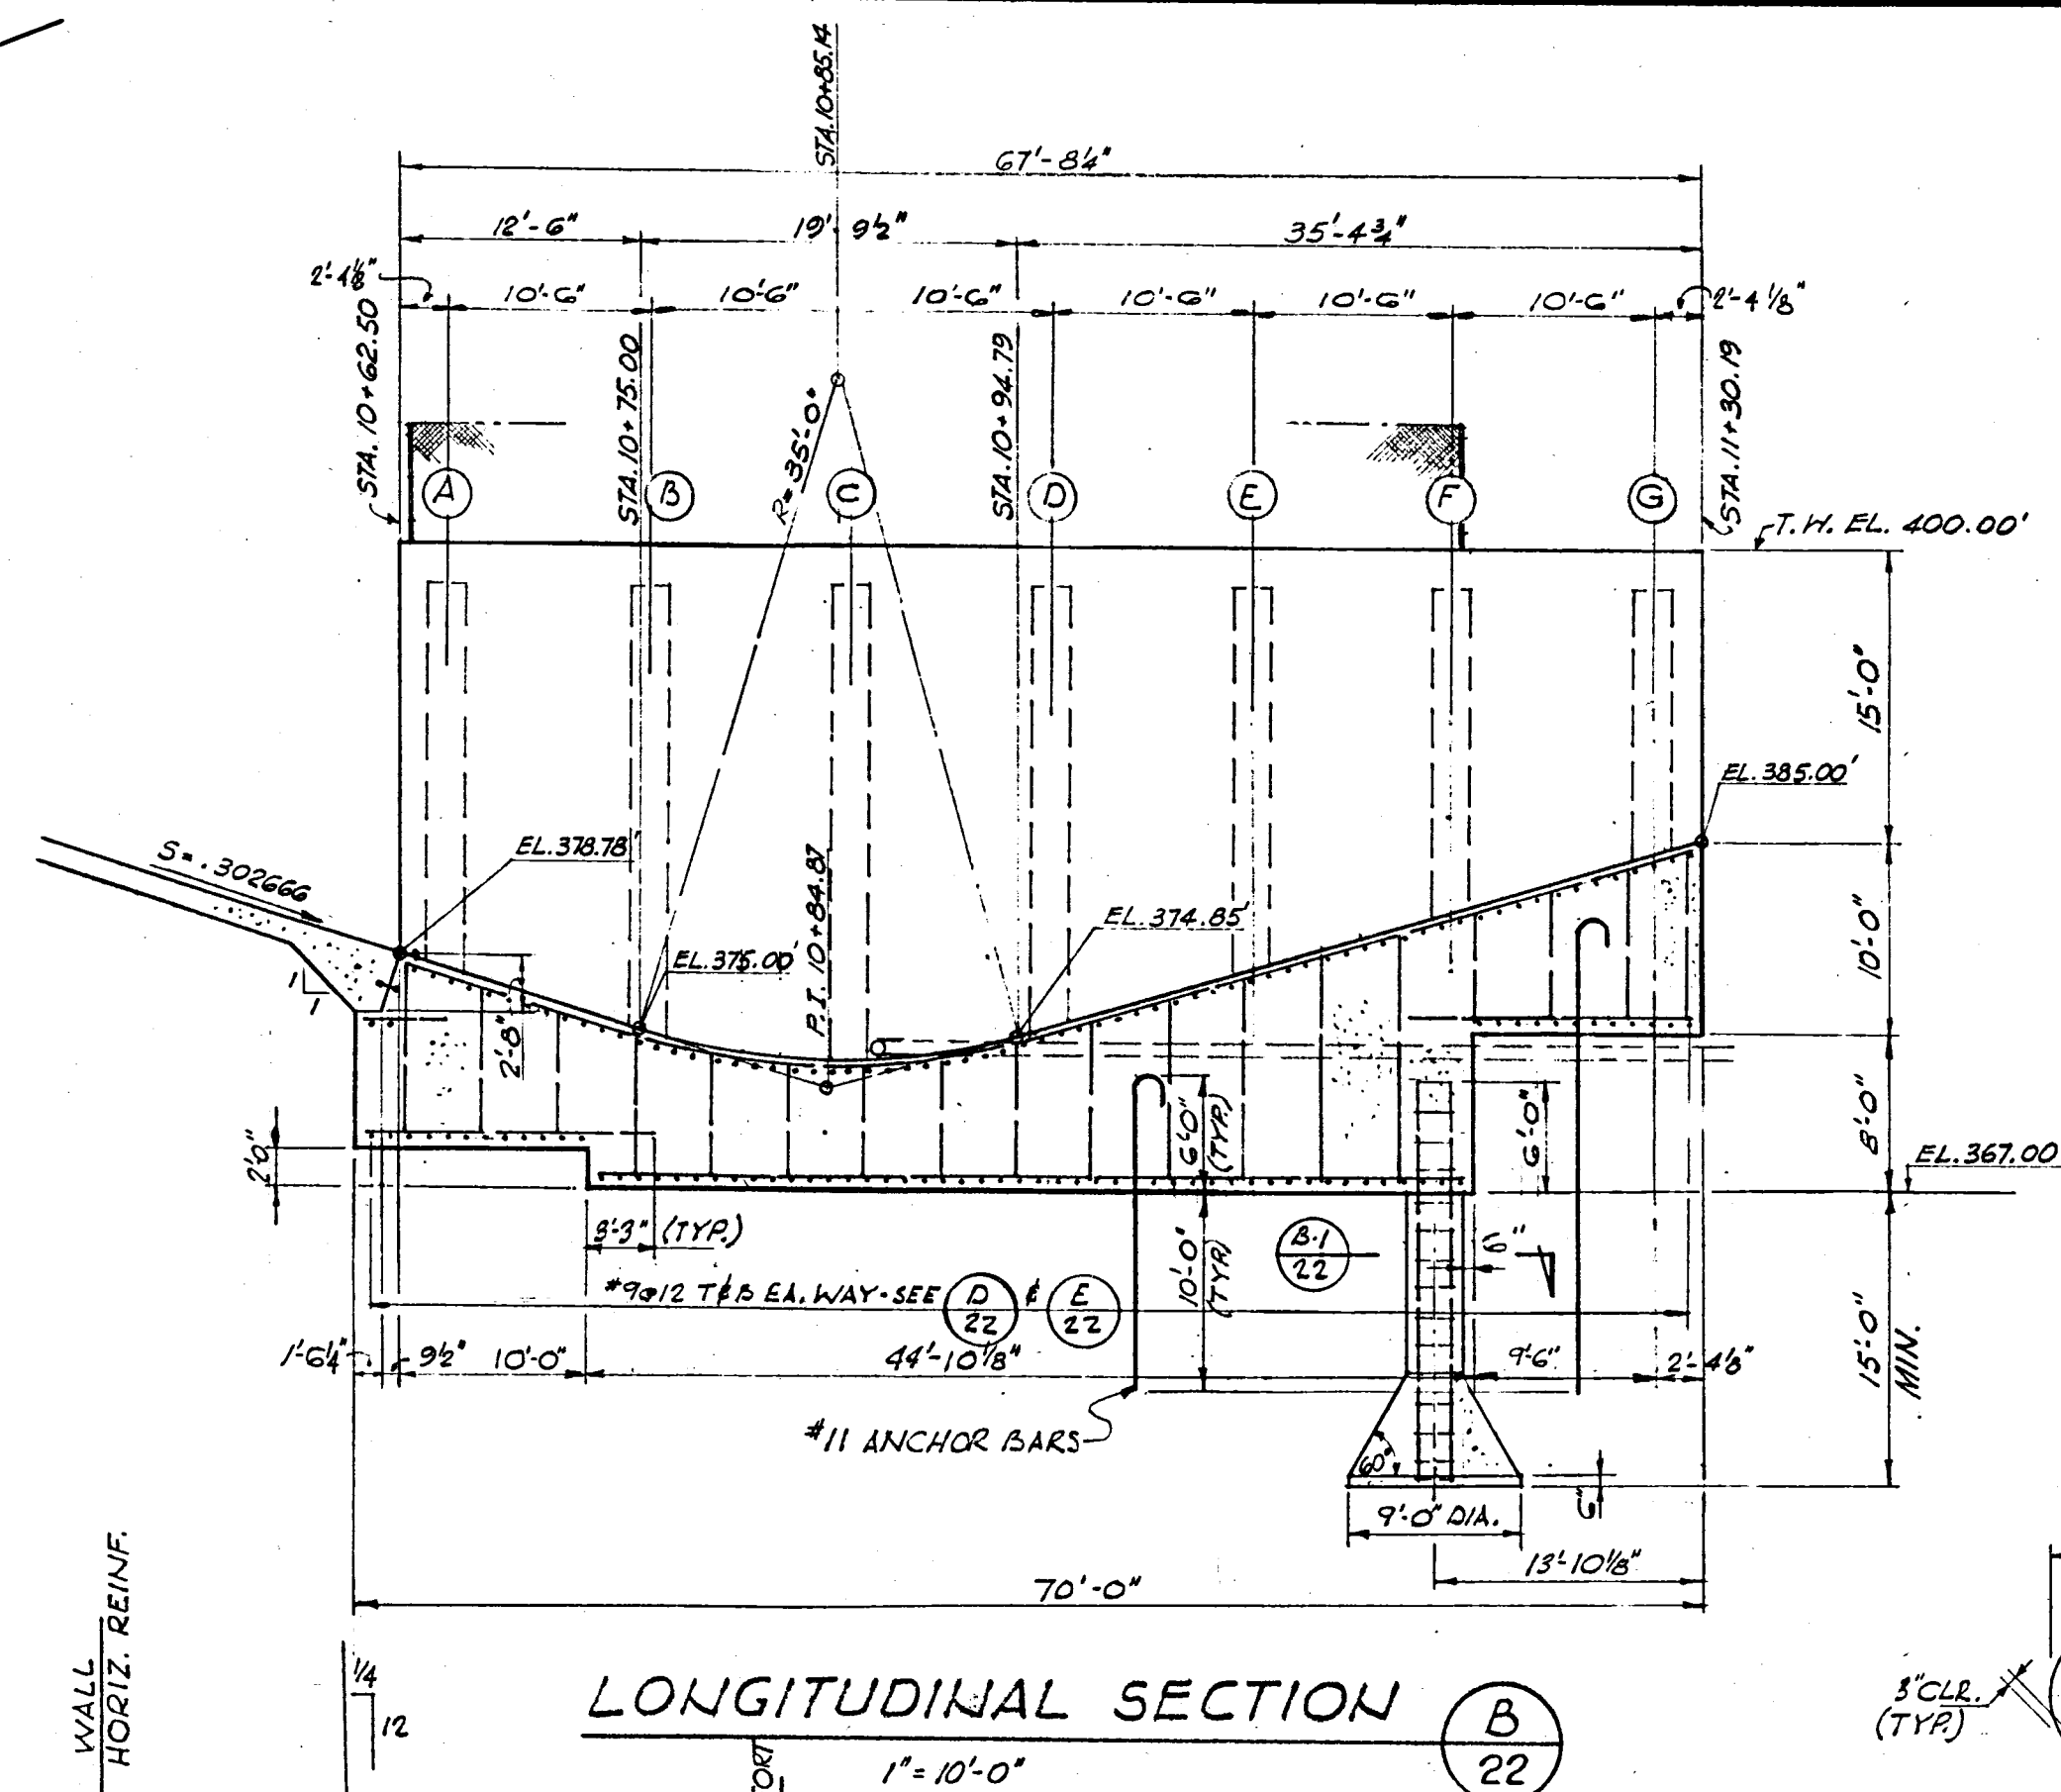 STA. 10+85.14
67'-8¼"
12'-6"
19'-9½"
35'-4¾"
2'-4⅛"
10'-6"
10'-6"
10'-6"
10'-6"
10'-6"
10'-6"
2'-4⅛"
STA. 10+62.50
STA. 10+75.00
R=35'-0"
STA. 10+94.79
STA. 11+30.19
A
B
C
D
E
F
G
T.W. EL. 400.00'
15'-0"
EL. 385.00'
S=.302666
EL. 378.78'
P.I. 10+84.87
EL. 374.85'
EL. 375.00'
10'-0"
1
1
2'-8"
6'-0"
(TYP.)
6'-0"
8'-0"
EL. 367.00
2'-0"
3'-3" (TYP.)
10'-0"
(TYP.)
B-1
22
6"
#9@12 T&B EA. WAY-SEE
D
22
&
E
22
1'-6¼"
9½"
10'-0"
44'-10⅛"
9'-6"
2'-4⅛"
15'-0"
MIN.
#11 ANCHOR BARS
60°
6"
9'-0" DIA.
13'-10⅛"
70'-0"
WALL
HORIZ. REINF.
1/4
12
LONGITUDINAL SECTION
B
22
1"=10'-0"
3" CLR.
(TYP.)